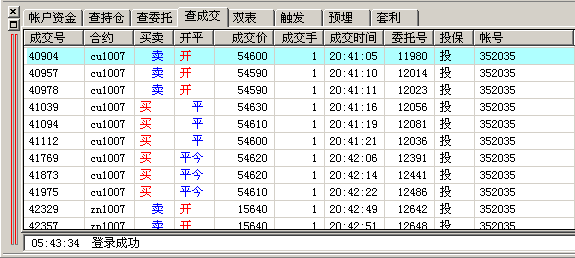 帐户资金 查持仓 查委托 查成交 双表 触发 预埋 套利
成交号 合约 买卖 开平 成交价 成交手 成交时间 委托号 投保 帐号
40904 cu1007 卖 开 54600 1 20:41:05 11980 投 352035
40957 cu1007 卖 开 54590 1 20:41:10 12014 投 352035
40978 cu1007 卖 开 54590 1 20:41:11 12023 投 352035
41039 cu1007 买 平 54630 1 20:41:16 12056 投 352035
41094 cu1007 买 平 54610 1 20:41:19 12081 投 352035
41112 cu1007 买 平 54600 1 20:41:21 12036 投 352035
41769 cu1007 买 平今 54620 1 20:42:06 12391 投 352035
41873 cu1007 买 平今 54620 1 20:42:14 12441 投 352035
41975 cu1007 买 平今 54610 1 20:42:22 12486 投 352035
42329 zn1007 卖 开 15640 1 20:42:49 12642 投 352035
42357 zn1007 卖 开 15640 1 20:42:51 12648 投 352035
05:43:34 登录成功